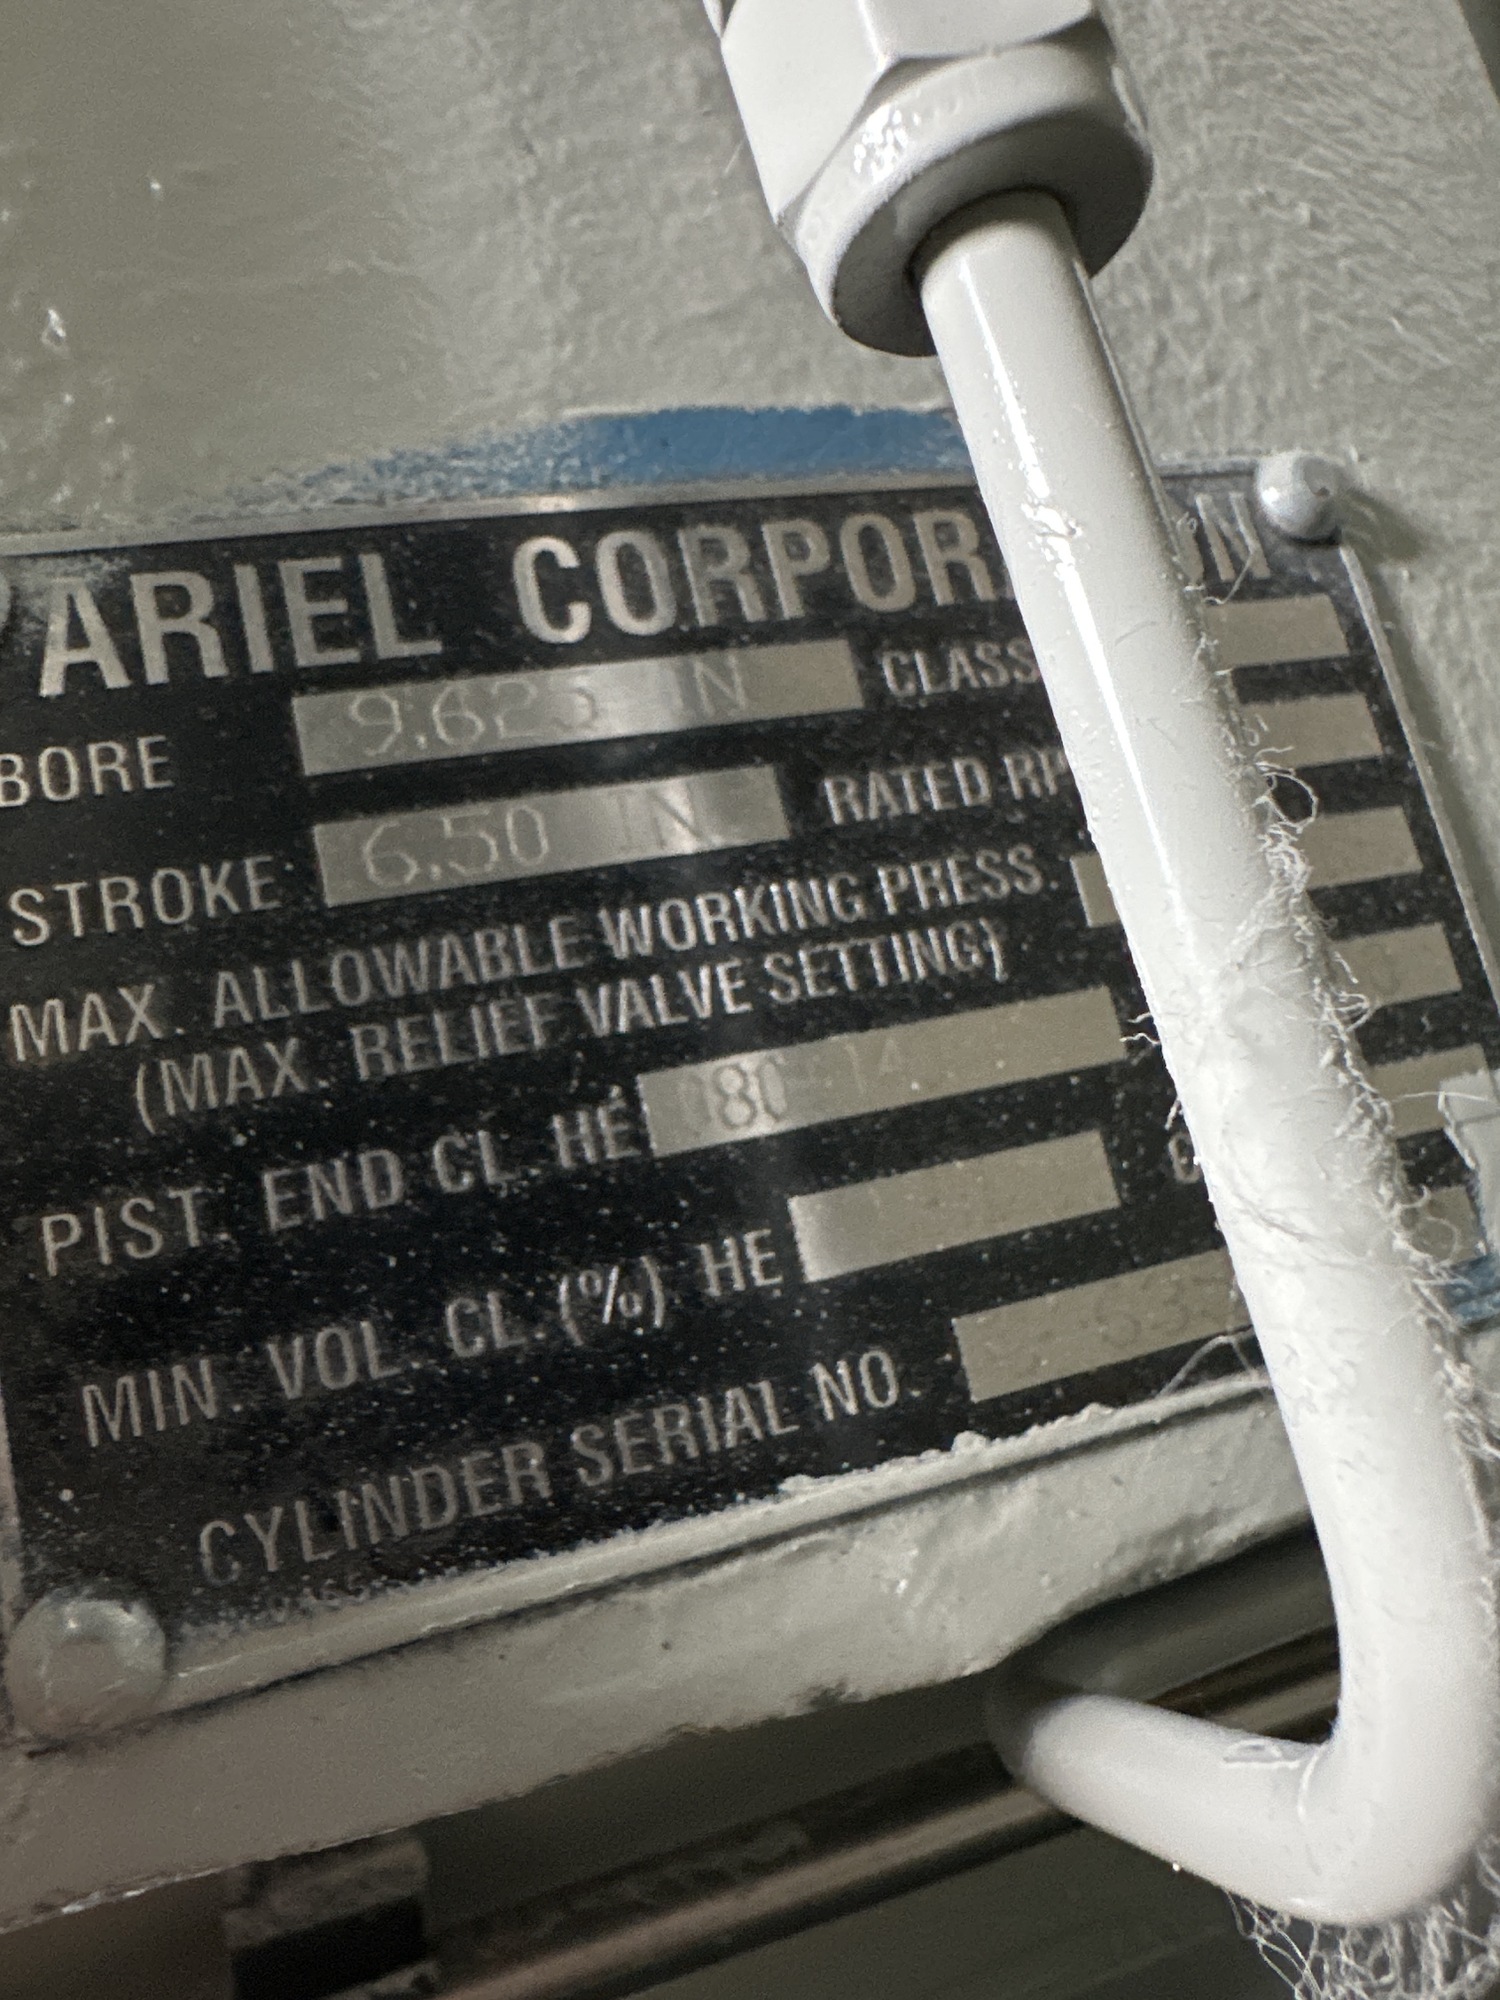 ARIEL CORPORATION
BORE 9.625 IN CLASS
STROKE 6.50 IN RATED RP
MAX. ALLOWABLE WORKING PRESS.
(MAX. RELIEF VALVE SETTING)
PIST. END CL. HE
MIN. VOL. CL. (%) HE
CYLINDER SERIAL NO.